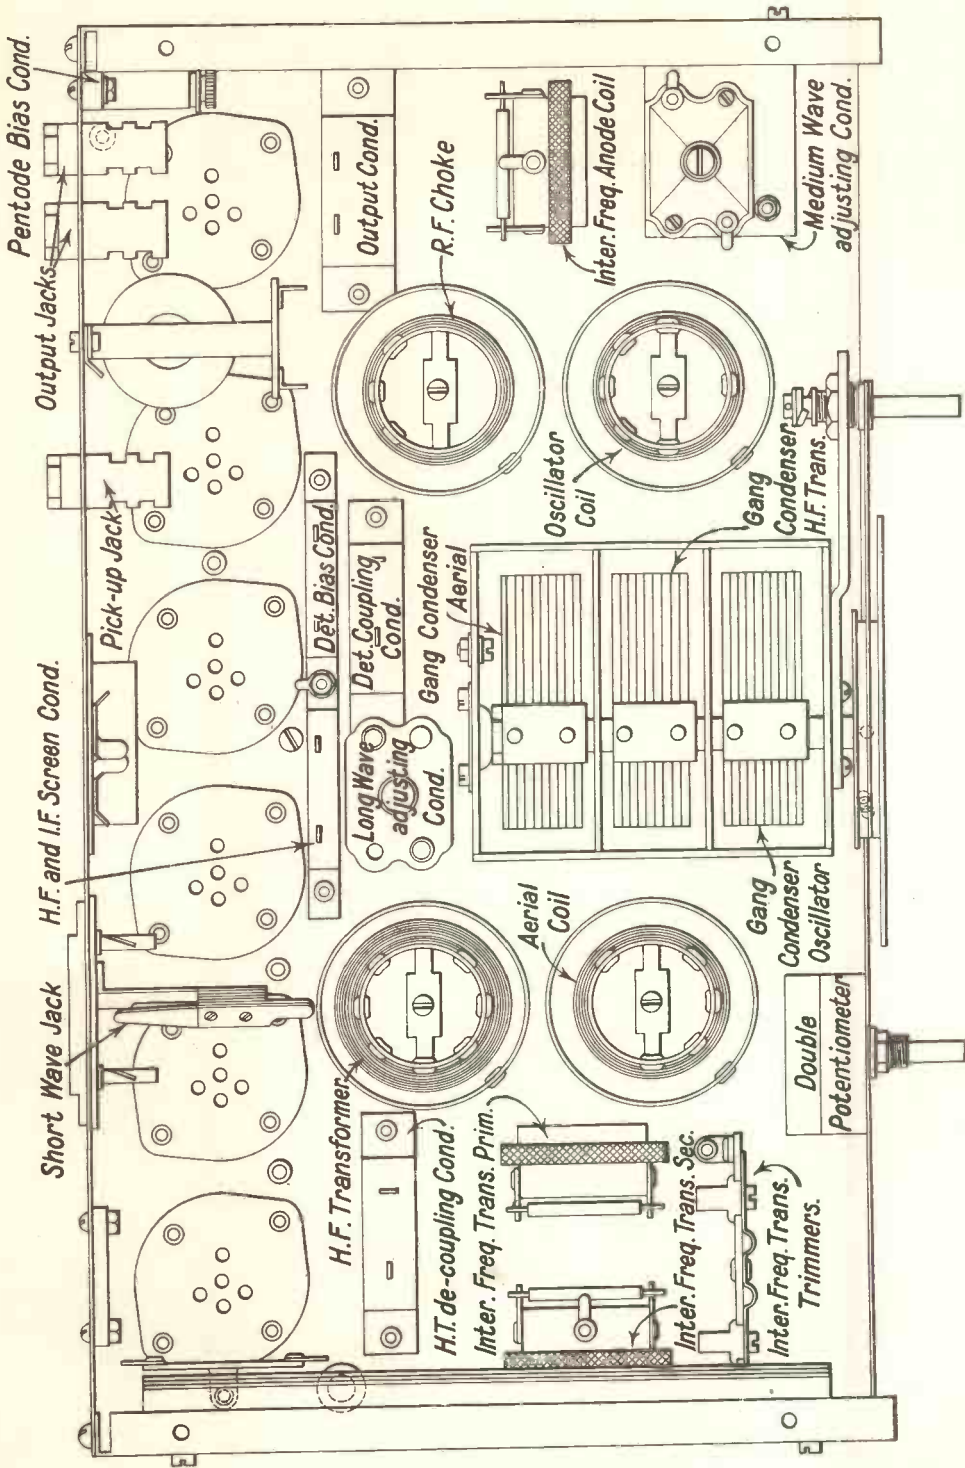 Short Wave Jack
H.F. and I.F. Screen Cond.
Pick-up Jack
Output Jacks
Pentode Bias Cond.
Det. Bias Cond.
Output Cond.
H.F. Transformer
Long Wave
adjusting
Cond.
Det. Coupling
Cond.
R.F. Choke
H.T. de-coupling Cond.
Inter. Freq. Trans. Prim.
Aerial
Coil
Gang Condenser
Aerial
Oscillator
Coil
Inter. Freq. Anode Coil
Inter. Freq. Trans. Sec.
Inter. Freq. Trans.
Trimmers.
Double
Potentiometer
Gang
Condenser
Oscillator
Gang
Condenser
H.F. Trans.
Medium Wave
adjusting Cond.